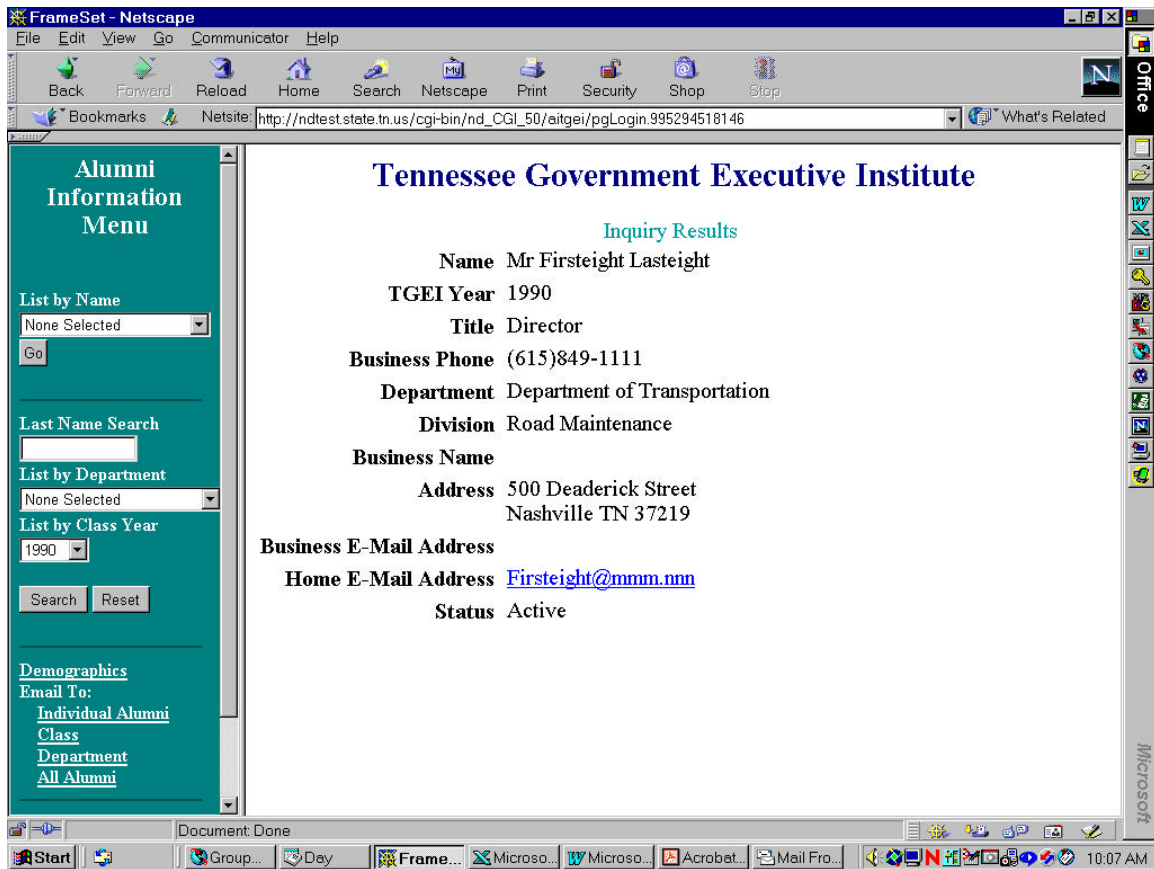 FrameSet - Netscape
File Edit View Go Communicator Help
Back Forward Reload Home Search Netscape Print Security Shop Stop
My
N
Bookmarks Netsite: http://ndtest.state.tn.us/cgi-bin/nd_CGI_50/aitgei/pgLogin.995294518146 What's Related
Office
Alumni
Information
Menu
List by Name
None Selected
Go
Last Name Search
List by Department
None Selected
List by Class Year
1990
Search Reset
Demographics
Email To:
Individual Alumni
Class
Department
All Alumni
Tennessee Government Executive Institute
Inquiry Results
Name Mr Firsteight Lasteight
TGEI Year 1990
Title Director
Business Phone (615)849-1111
Department Department of Transportation
Division Road Maintenance
Business Name
Address 500 Deaderick Street
Nashville TN 37219
Business E-Mail Address
Home E-Mail Address Firsteight@mmm.nnn
Status Active
Microsoft
Document: Done
Start Group... Day Frame... Microso... Microso... Acrobat... Mail Fro... 10:07 AM